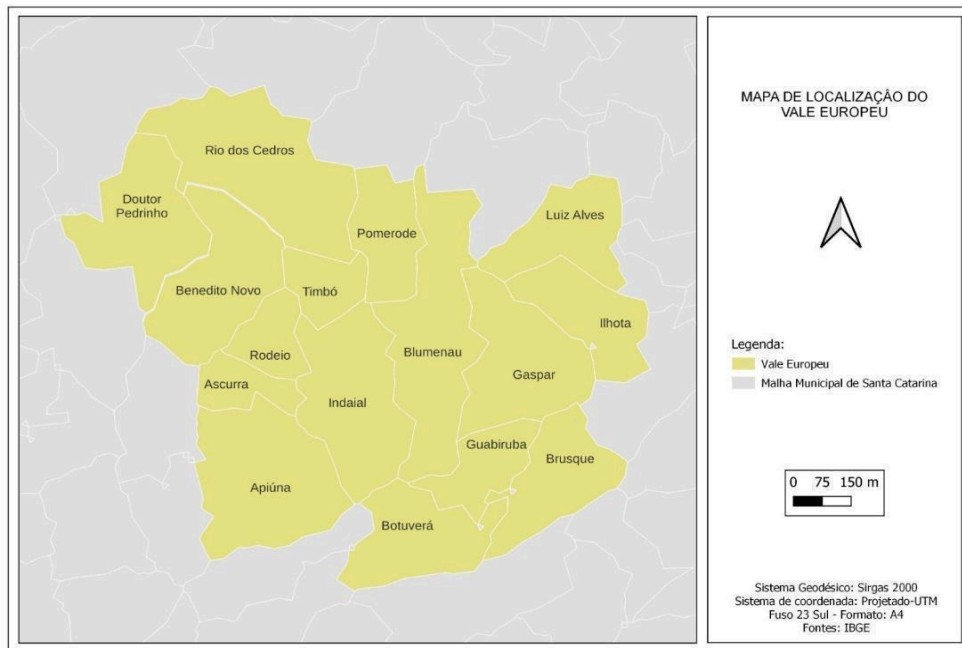 MAPA DE LOCALIZAÇÃO DO
VALE EUROPEU
Rio dos Cedros
Doutor
Pedrinho
Pomerode
Luiz Alves
Benedito Novo
Timbó
Ilhota
Rodeio
Blumenau
Ascurra
Gaspar
Indaial
Guabiruba
Brusque
Apiúna
Botuverá
Legenda:
Vale Europeu
Malha Municipal de Santa Catarina
0 75 150 m
Sistema Geodésico: Sirgas 2000
Sistema de coordenada: Projetado-UTM
Fuso 23 Sul - Formato: A4
Fontes: IBGE